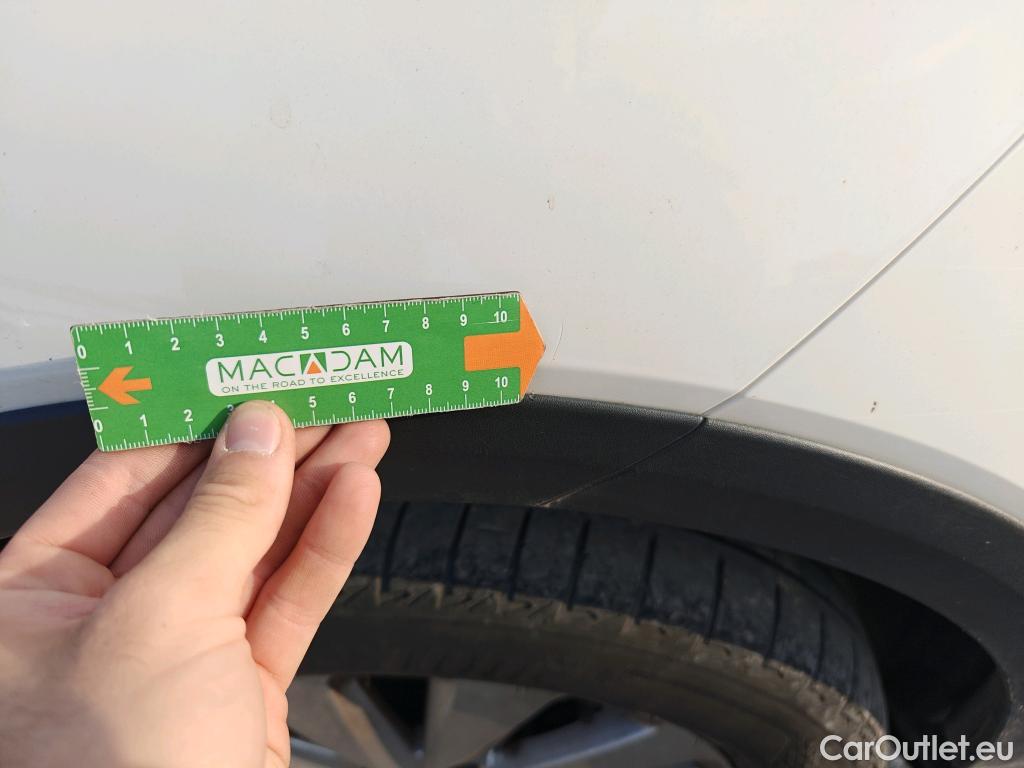 0 1 2 3 4 5 6 7 8 9 10
MACADAM
ON THE ROAD TO EXCELLENCE
0 1 2 3 4 5 6 7 8 9 10
CarOutlet.eu